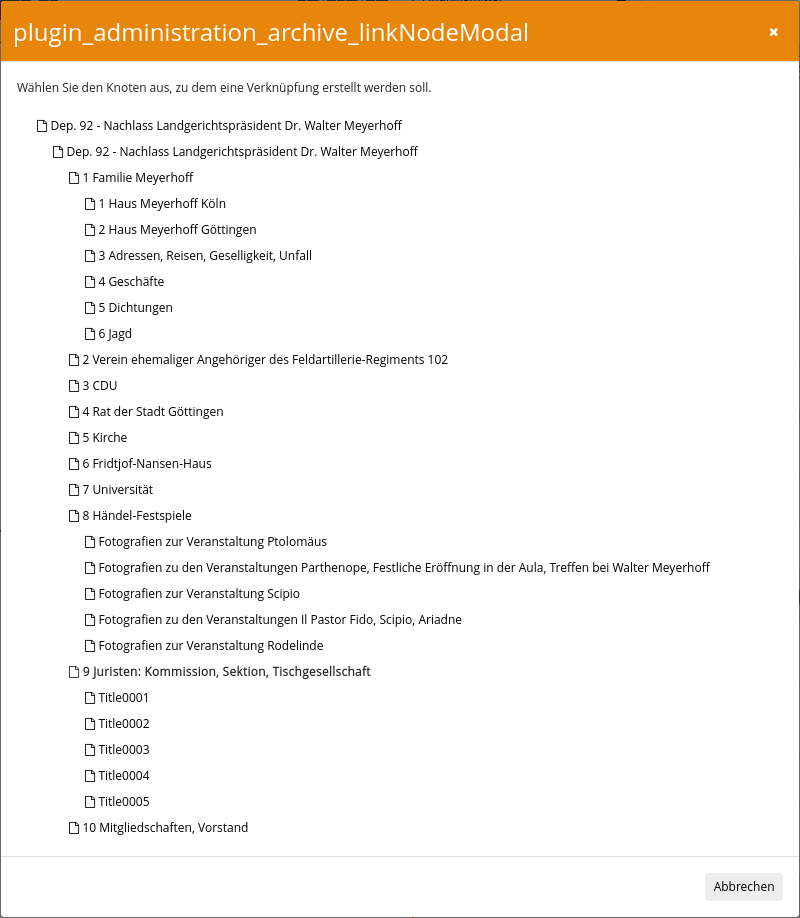 plugin_administration_archive_linkNodeModal
Wählen Sie den Knoten aus, zu dem eine Verknüpfung erstellt werden soll.
Dep. 92 - Nachlass Landgerichtspräsident Dr. Walter Meyerhoff
Dep. 92 - Nachlass Landgerichtspräsident Dr. Walter Meyerhoff
1 Familie Meyerhoff
1 Haus Meyerhoff Köln
2 Haus Meyerhoff Göttingen
3 Adressen, Reisen, Geselligkeit, Unfall
4 Geschäfte
5 Dichtungen
6 Jagd
2 Verein ehemaliger Angehöriger des Feldartillerie-Regiments 102
3 CDU
4 Rat der Stadt Göttingen
5 Kirche
6 Fridtjof-Nansen-Haus
7 Universität
8 Händel-Festspiele
Fotografien zur Veranstaltung Ptolomäus
Fotografien zu den Veranstaltungen Parthenope, Festliche Eröffnung in der Aula, Treffen bei Walter Meyerhoff
Fotografien zur Veranstaltung Scipio
Fotografien zu den Veranstaltungen Il Pastor Fido, Scipio, Ariadne
Fotografien zur Veranstaltung Rodelinde
9 Juristen: Kommission, Sektion, Tischgesellschaft
Title0001
Title0002
Title0003
Title0004
Title0005
10 Mitgliedschaften, Vorstand
Abbrechen